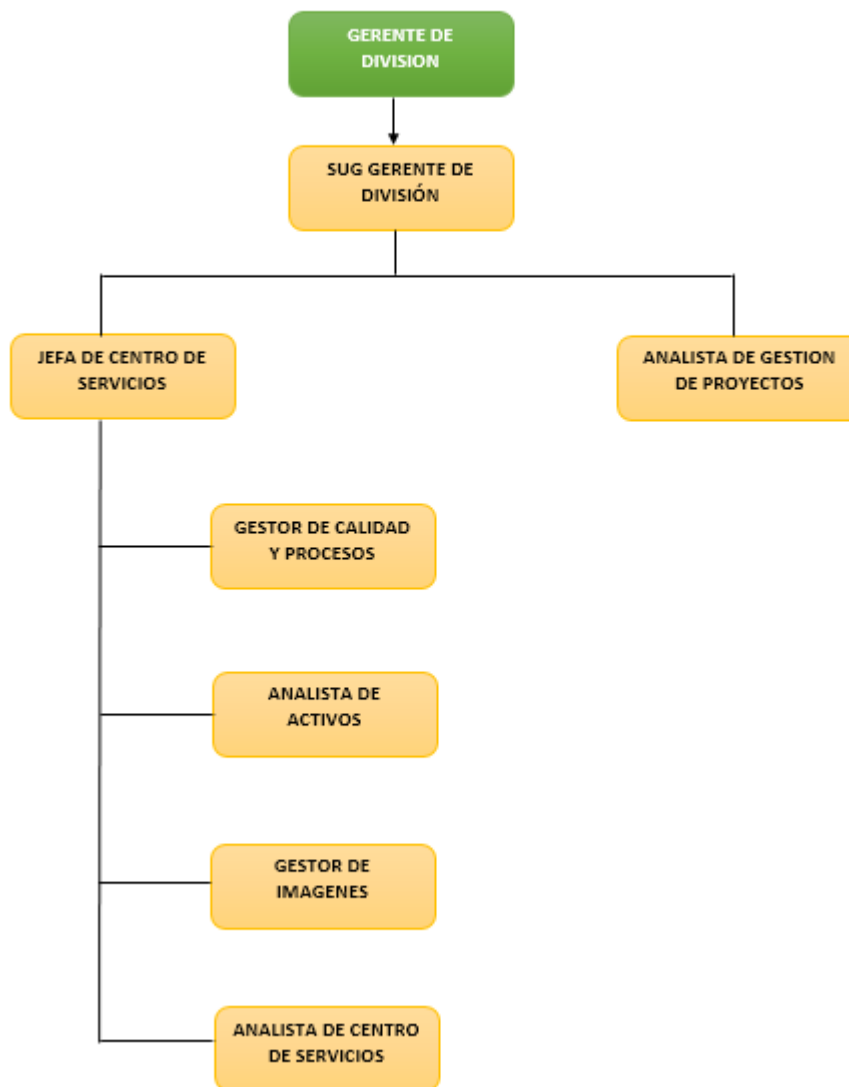 GERENTE DE
DIVISION
SUG GERENTE DE
DIVISIÓN
JEFA DE CENTRO DE
SERVICIOS
ANALISTA DE GESTION
DE PROYECTOS
GESTOR DE CALIDAD
Y PROCESOS
ANALISTA DE
ACTIVOS
GESTOR DE
IMAGENES
ANALISTA DE CENTRO
DE SERVICIOS